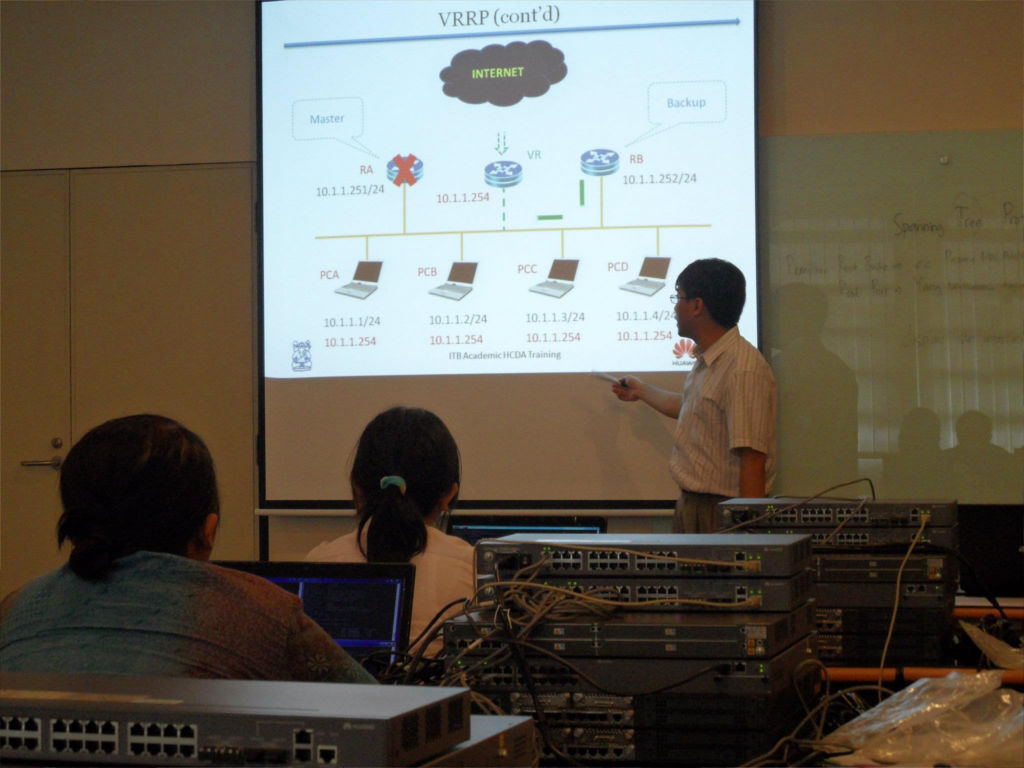 VRRP (cont'd)
INTERNET
Master
Backup
RA
VR
RB
10.1.1.251/24
10.1.1.254
10.1.1.252/24
PCA
PCB
PCC
PCD
10.1.1.1/24
10.1.1.2/24
10.1.1.3/24
10.1.1.4/24
10.1.1.254
10.1.1.254
10.1.1.254
10.1.1.254
ITB Academic HCDA Training
HUAW
Spanning Tree Pro